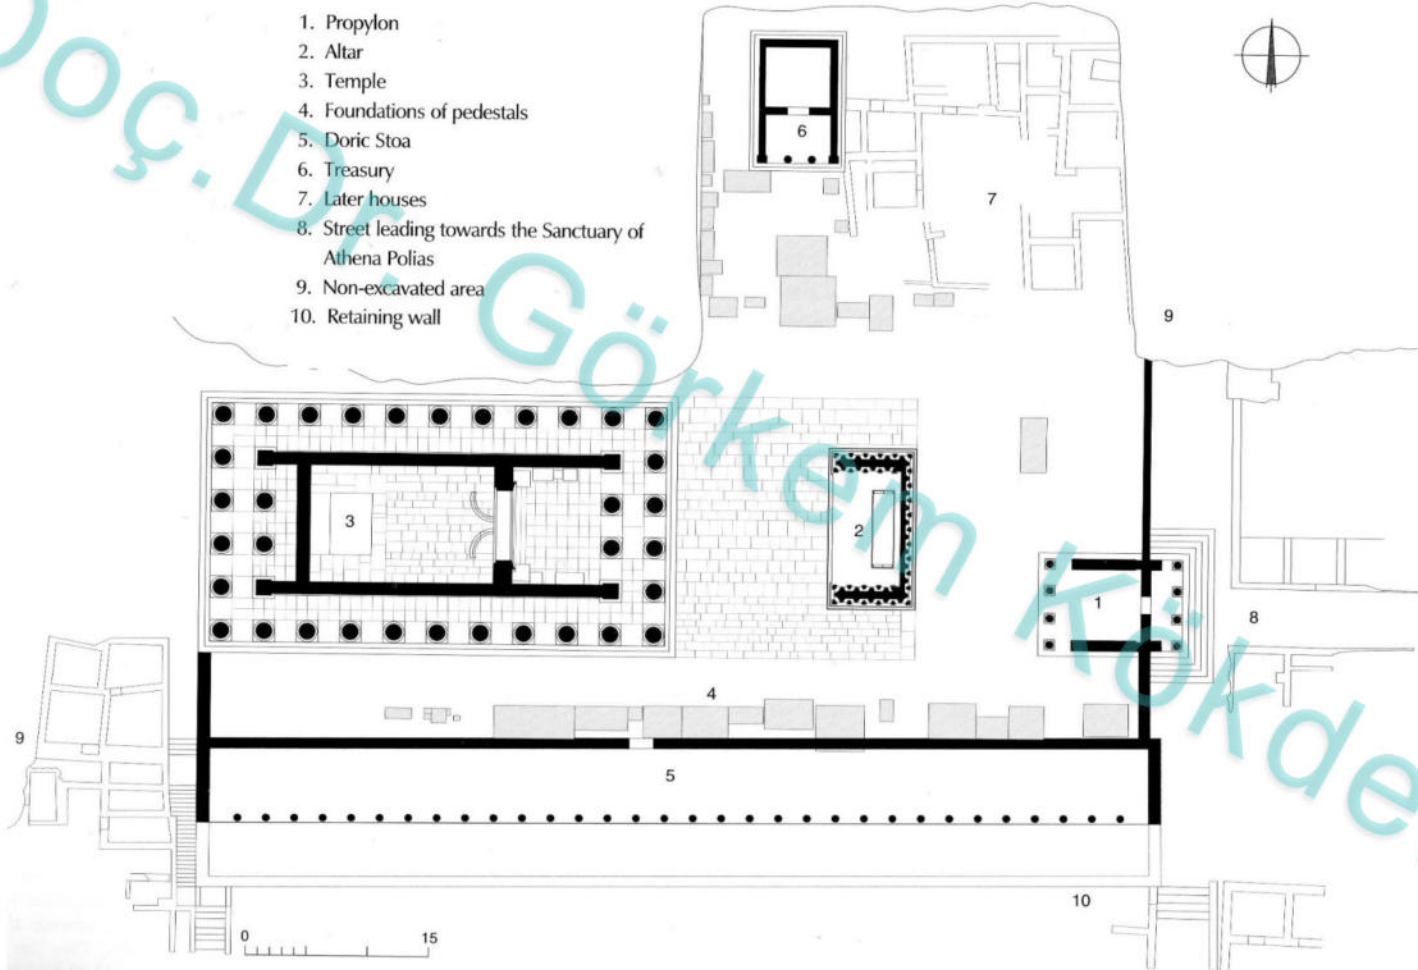 1. Propylon
2. Altar
3. Temple
4. Foundations of pedestals
5. Doric Stoa
6. Treasury
7. Later houses
8. Street leading towards the Sanctuary of
Athena Polias
9. Non-excavated area
10. Retaining wall
6
7
9
3
2
1
8
4
9
5
10
0 15
Doç.Dr. Görkem Kökde